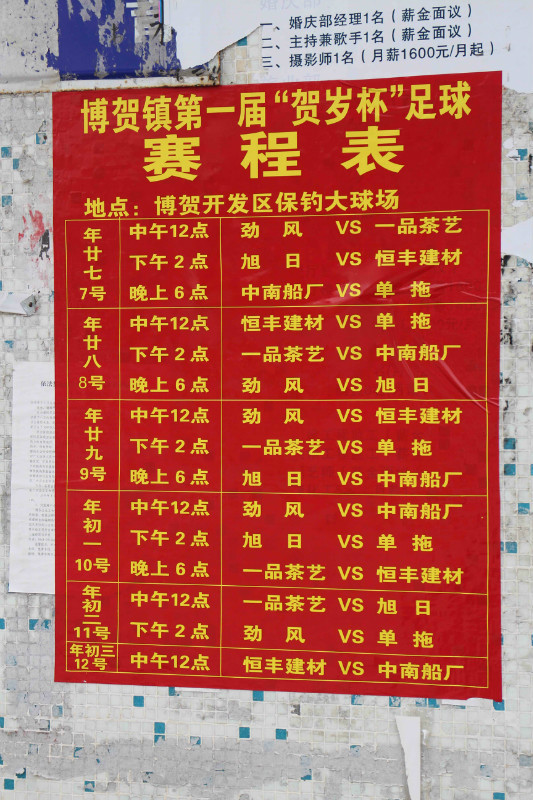 一、婚庆部经理1名（薪金面议）
二、主持兼歌手1名（薪金面议）
三、摄影师1名（月薪1600元/月起）
博贺镇第一届“贺岁杯”足球
赛程表
地点：博贺开发区保钓大球场
年廿七 7号
中午12点 劲风 VS 一品茶艺
下午2点 旭日 VS 恒丰建材
晚上6点 中南船厂 VS 单拖
年廿八 8号
中午12点 恒丰建材 VS 单拖
下午2点 一品茶艺 VS 中南船厂
晚上6点 劲风 VS 旭日
年廿九 9号
中午12点 劲风 VS 恒丰建材
下午2点 一品茶艺 VS 单拖
晚上6点 旭日 VS 中南船厂
年初一 10号
中午12点 劲风 VS 中南船厂
下午2点 旭日 VS 单拖
晚上6点 一品茶艺 VS 恒丰建材
年初二 11号
中午12点 一品茶艺 VS 旭日
下午2点 劲风 VS 单拖
年初三 12号
中午12点 恒丰建材 VS 中南船厂